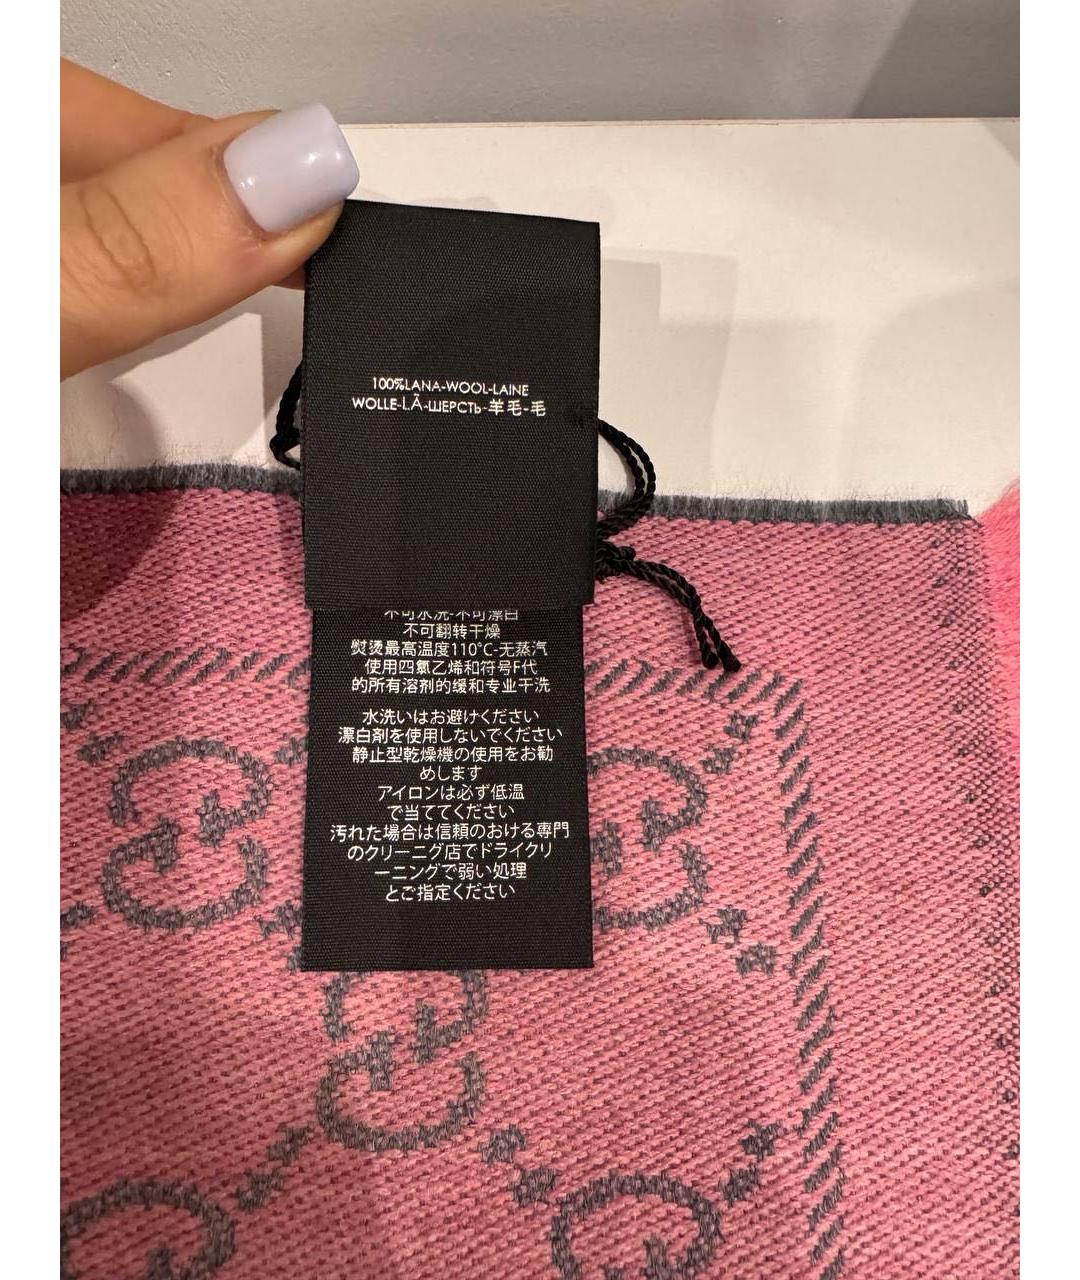 100%LANA-WOOL-LAINE
WOLLE-LÃ-ШЕРСТЬ-羊毛-毛
不可水洗-不可漂白
不可翻转干燥
熨烫最高温度110°C-无蒸汽
使用四氯乙烯和符号F代
的所有溶剂的缓和专业干洗
水洗いはお避けください
漂白剤を使用しないでください
静止型乾燥機の使用をお勧
めします
アイロンは必ず低温
で当ててください
汚れた場合は信頼のおける専門
のクリーニング店でドライクリ
ーニングで弱い処理
とご指定ください